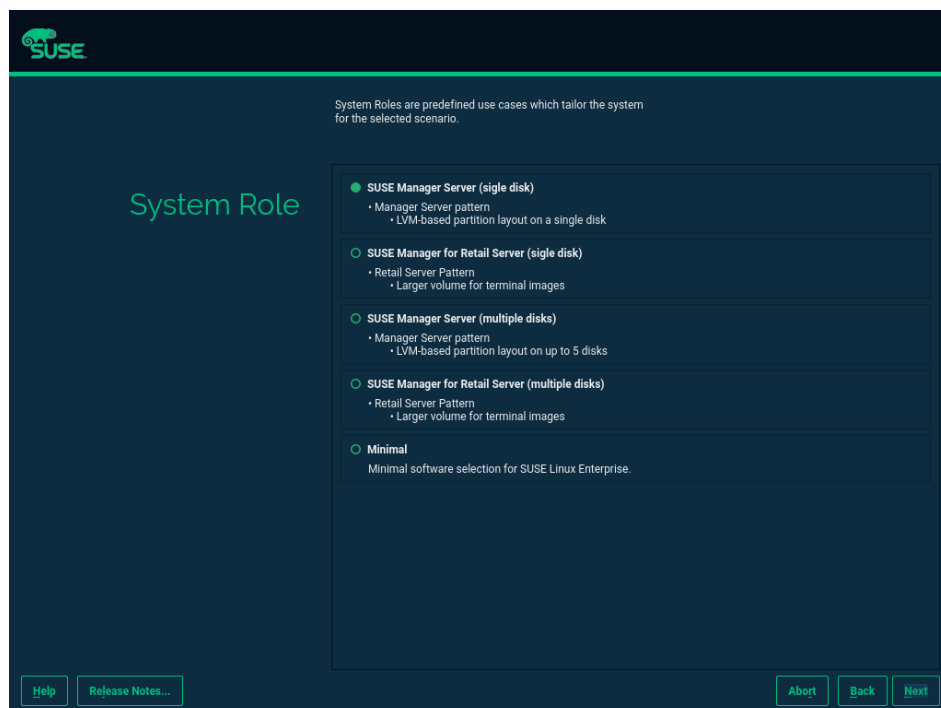 SUSE.
System Roles are predefined use cases which tailor the system
for the selected scenario.
System Role
SUSE Manager Server (sigle disk)
• Manager Server pattern
• LVM-based partition layout on a single disk
SUSE Manager for Retail Server (sigle disk)
• Retail Server Pattern
• Larger volume for terminal images
SUSE Manager Server (multiple disks)
• Manager Server pattern
• LVM-based partition layout on up to 5 disks
SUSE Manager for Retail Server (multiple disks)
• Retail Server Pattern
• Larger volume for terminal images
Minimal
Minimal software selection for SUSE Linux Enterprise.
Help Release Notes... Abort Back Next